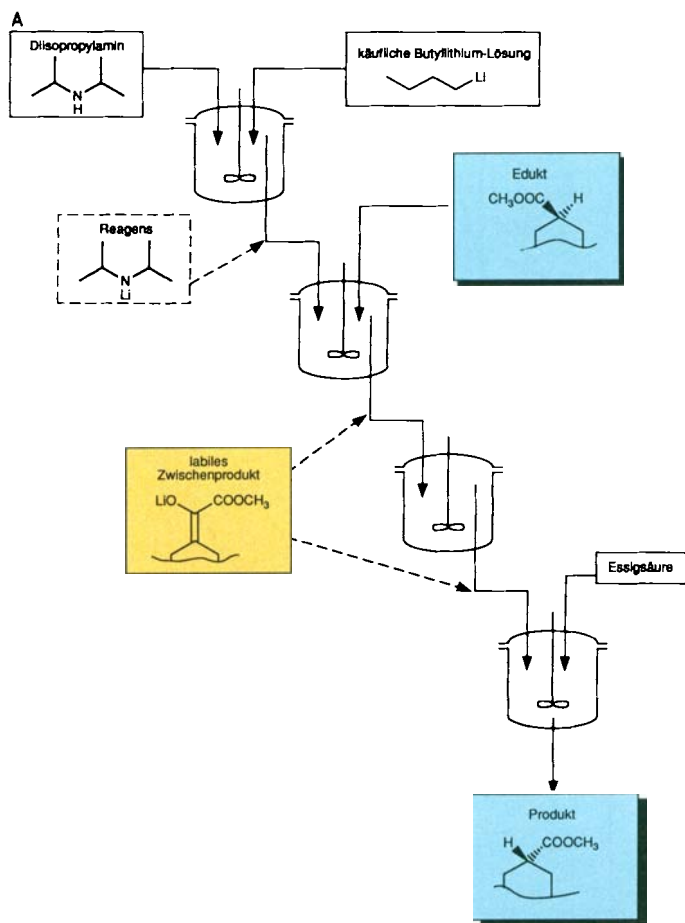 A
Diisopropylamin
N
H
käufliche Butyllithium-Lösung
Li
Edukt
CH₃OOC H
Reagens
N
Li
labiles
Zwischenprodukt
LiO COOCH₃
Essigsäure
Produkt
H COOCH₃